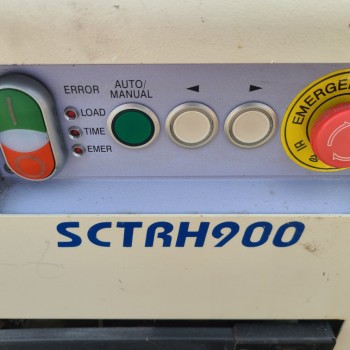 ERROR
LOAD
TIME
EMER
AUTO/
MANUAL
◄
►
SCTRH900